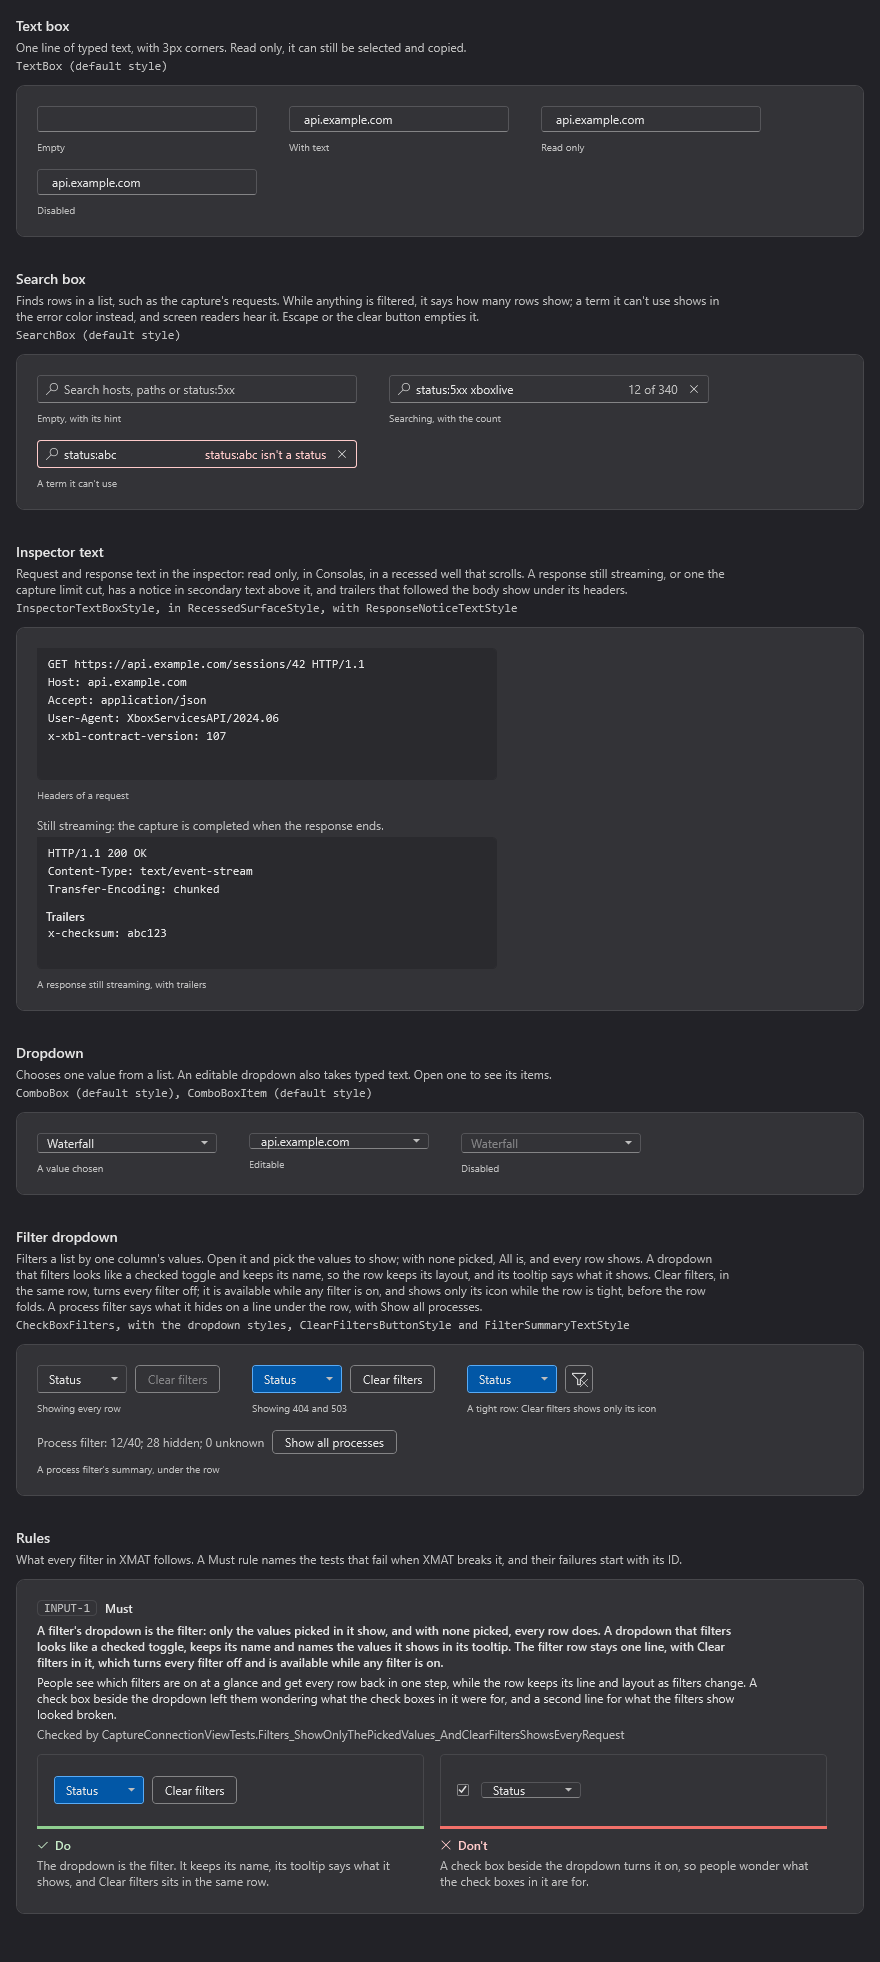 Text box
One line of typed text, with 3px corners. Read only, it can still be selected and copied.
TextBox (default style)
api.example.com
api.example.com
Empty
With text
Read only
api.example.com
Disabled
Search box
Finds rows in a list, such as the capture's requests. While anything is filtered, it says how many rows show; a term it can't use shows in
the error color instead, and screen readers hear it. Escape or the clear button empties it.
SearchBox (default style)
Search hosts, paths or status:5xx
status:5xx xboxlive
12 of 340
Empty, with its hint
Searching, with the count
status:abc
status:abc isn't a status
A term it can't use
Inspector text
Request and response text in the inspector: read only, in Consolas, in a recessed well that scrolls. A response still streaming, or one the
capture limit cut, has a notice in secondary text above it, and trailers that followed the body show under its headers.
InspectorTextBoxStyle, in RecessedSurfaceStyle, with ResponseNoticeTextStyle
GET https://api.example.com/sessions/42 HTTP/1.1
Host: api.example.com
Accept: application/json
User-Agent: XboxServicesAPI/2024.06
x-xbl-contract-version: 107
Headers of a request
Still streaming: the capture is completed when the response ends.
HTTP/1.1 200 OK
Content-Type: text/event-stream
Transfer-Encoding: chunked
Trailers
x-checksum: abc123
A response still streaming, with trailers
Dropdown
Chooses one value from a list. An editable dropdown also takes typed text. Open one to see its items.
ComboBox (default style), ComboBoxItem (default style)
Waterfall
api.example.com
Waterfall
A value chosen
Editable
Disabled
Filter dropdown
Filters a list by one column's values. Open it and pick the values to show; with none picked, All is, and every row shows. A dropdown
that filters looks like a checked toggle and keeps its name, so the row keeps its layout, and its tooltip says what it shows. Clear filters, in
the same row, turns every filter off; it is available while any filter is on, and shows only its icon while the row is tight, before the row
folds. A process filter says what it hides on a line under the row, with Show all processes.
CheckBoxFilters, with the dropdown styles, ClearFiltersButtonStyle and FilterSummaryTextStyle
Status
Clear filters
Status
Clear filters
Status
Showing every row
Showing 404 and 503
A tight row: Clear filters shows only its icon
Process filter: 12/40; 28 hidden; 0 unknown
Show all processes
A process filter's summary, under the row
Rules
What every filter in XMAT follows. A Must rule names the tests that fail when XMAT breaks it, and their failures start with its ID.
INPUT-1
Must
A filter's dropdown is the filter: only the values picked in it show, and with none picked, every row does. A dropdown that filters
looks like a checked toggle, keeps its name and names the values it shows in its tooltip. The filter row stays one line, with Clear
filters in it, which turns every filter off and is available while any filter is on.
People see which filters are on at a glance and get every row back in one step, while the row keeps its line and layout as filters change. A
check box beside the dropdown left them wondering what the check boxes in it were for, and a second line for what the filters show
looked broken.
Checked by CaptureConnectionViewTests.Filters_ShowOnlyThePickedValues_AndClearFiltersShowsEveryRequest
Status
Clear filters
Status
Do
Don't
The dropdown is the filter. It keeps its name, its tooltip says what it
shows, and Clear filters sits in the same row.
A check box beside the dropdown turns it on, so people wonder what
the check boxes in it are for.